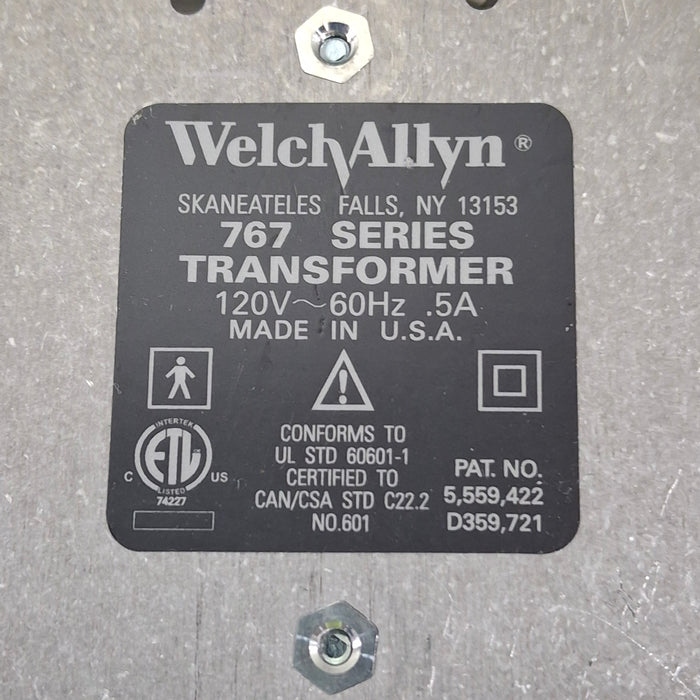 WelchAllyn®
SKANEATELES FALLS, NY 13153
767 SERIES
TRANSFORMER
120V~60Hz .5A
MADE IN U.S.A.
INTERTEK
ETL
C US
LISTED
74227
CONFORMS TO
UL STD 60601-1
CERTIFIED TO
CAN/CSA STD C22.2
NO.601
PAT. NO.
5,559,422
D359,721